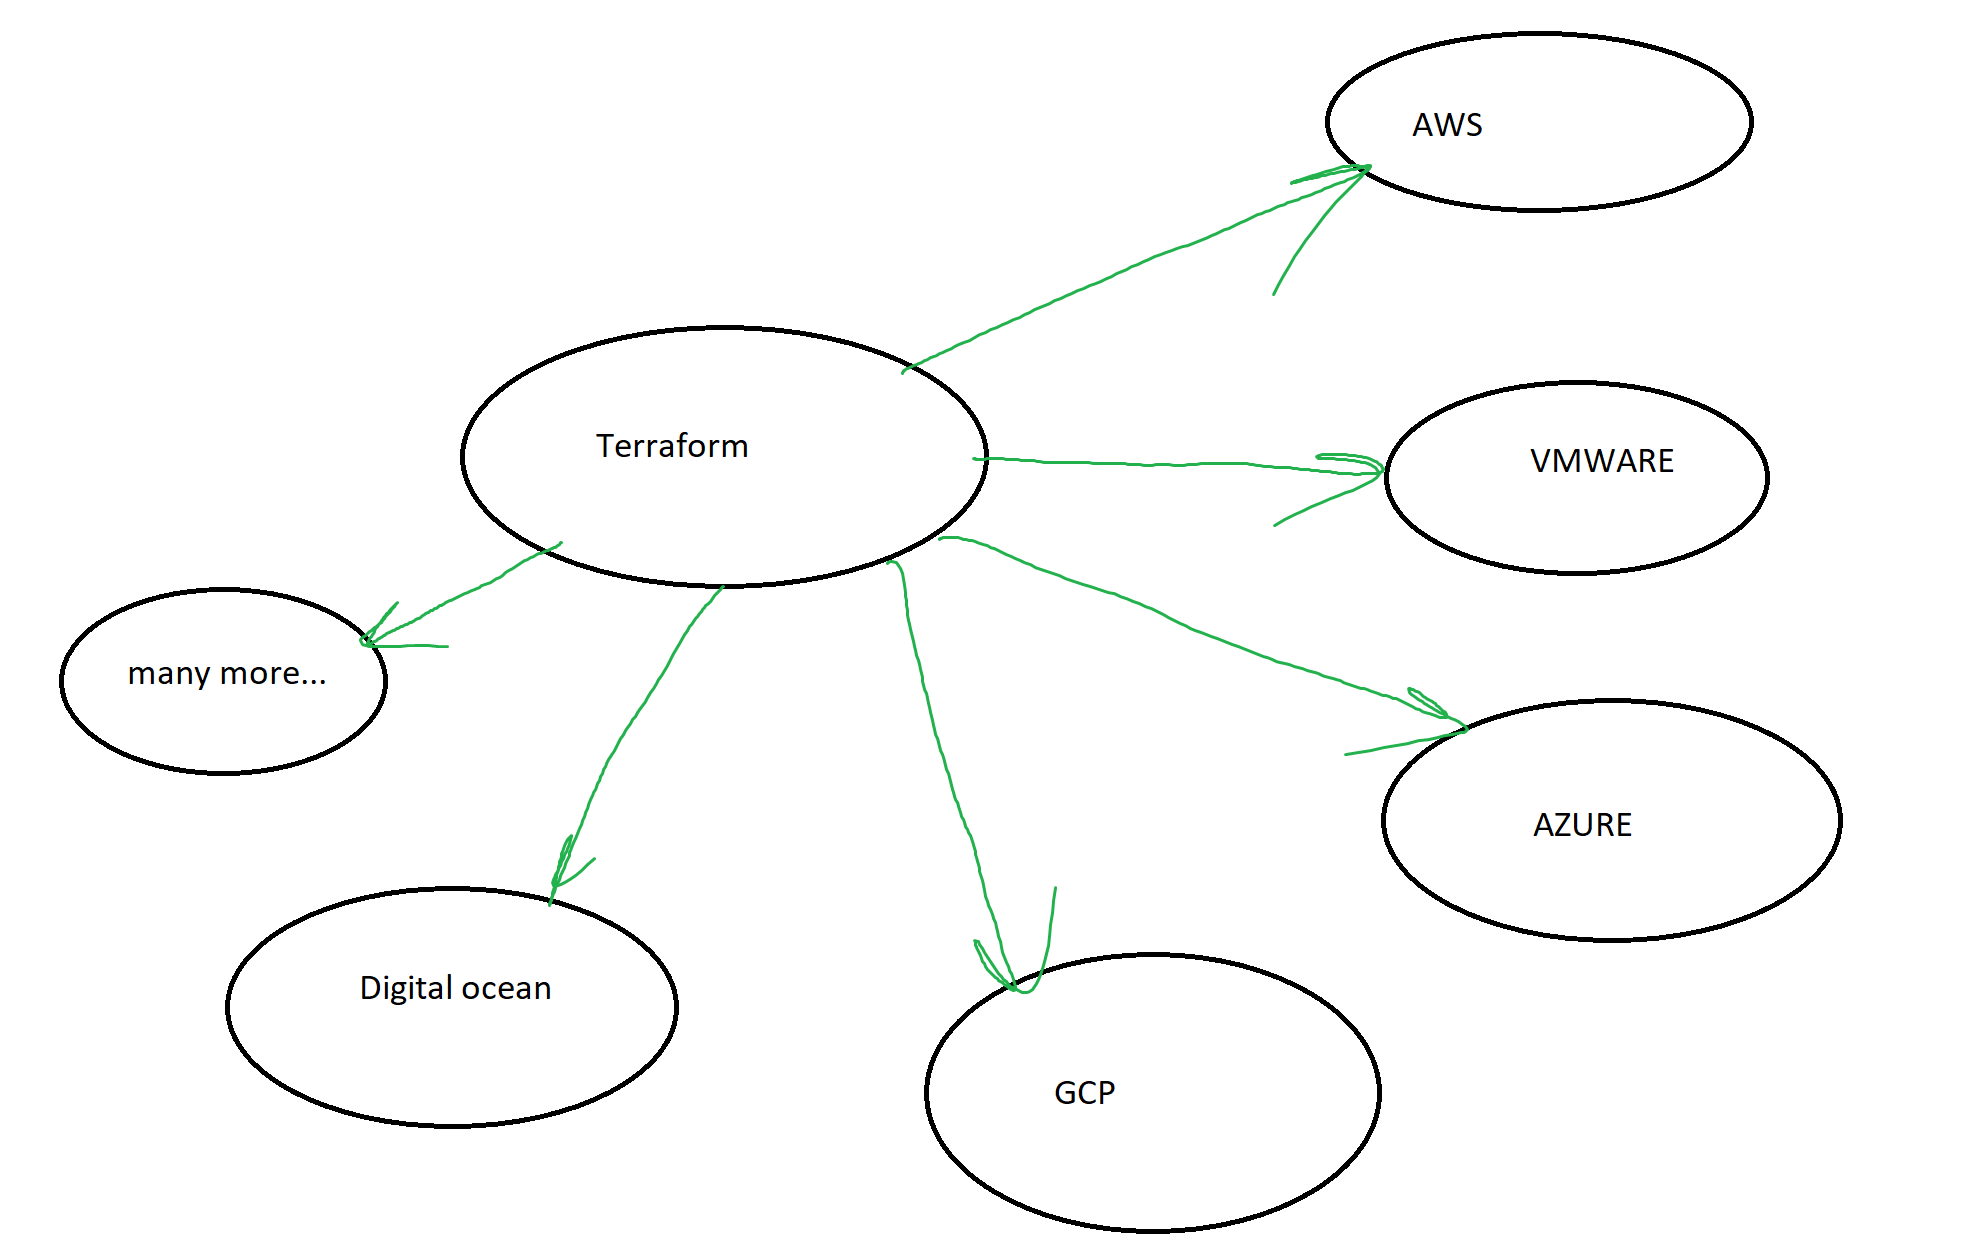 AWS
Terraform
VMWARE
many more...
AZURE
Digital ocean
GCP